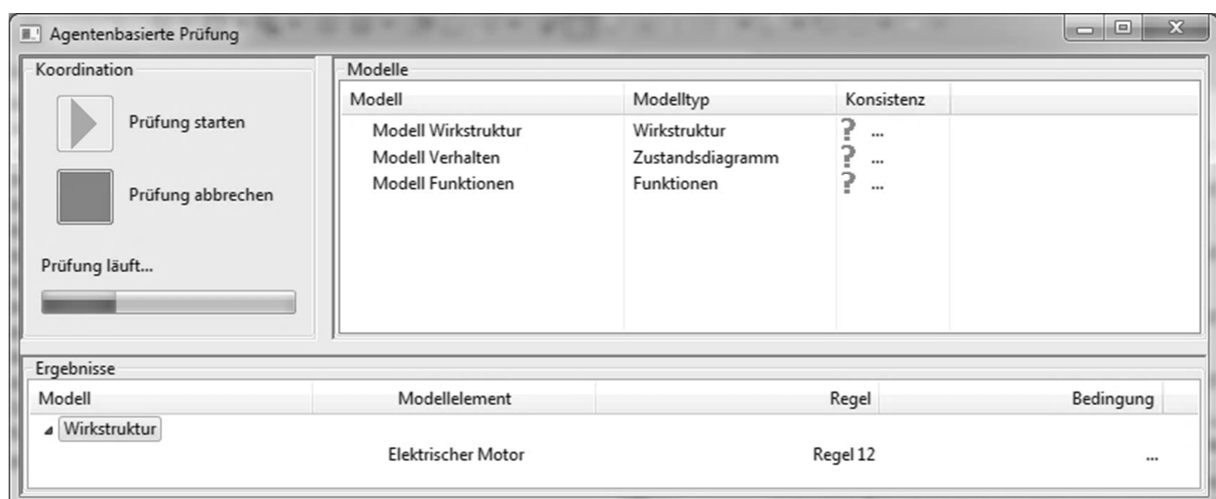 Agentenbasierte Prüfung
Koordination
Prüfung starten
Prüfung abbrechen
Prüfung läuft...
Modelle
Modell Modelltyp Konsistenz
Modell Wirkstruktur Wirkstruktur ? ...
Modell Verhalten Zustandsdiagramm ? ...
Modell Funktionen Funktionen ? ...
Ergebnisse
Modell Modellelement Regel Bedingung
Wirkstruktur
Elektrischer Motor Regel 12 ...